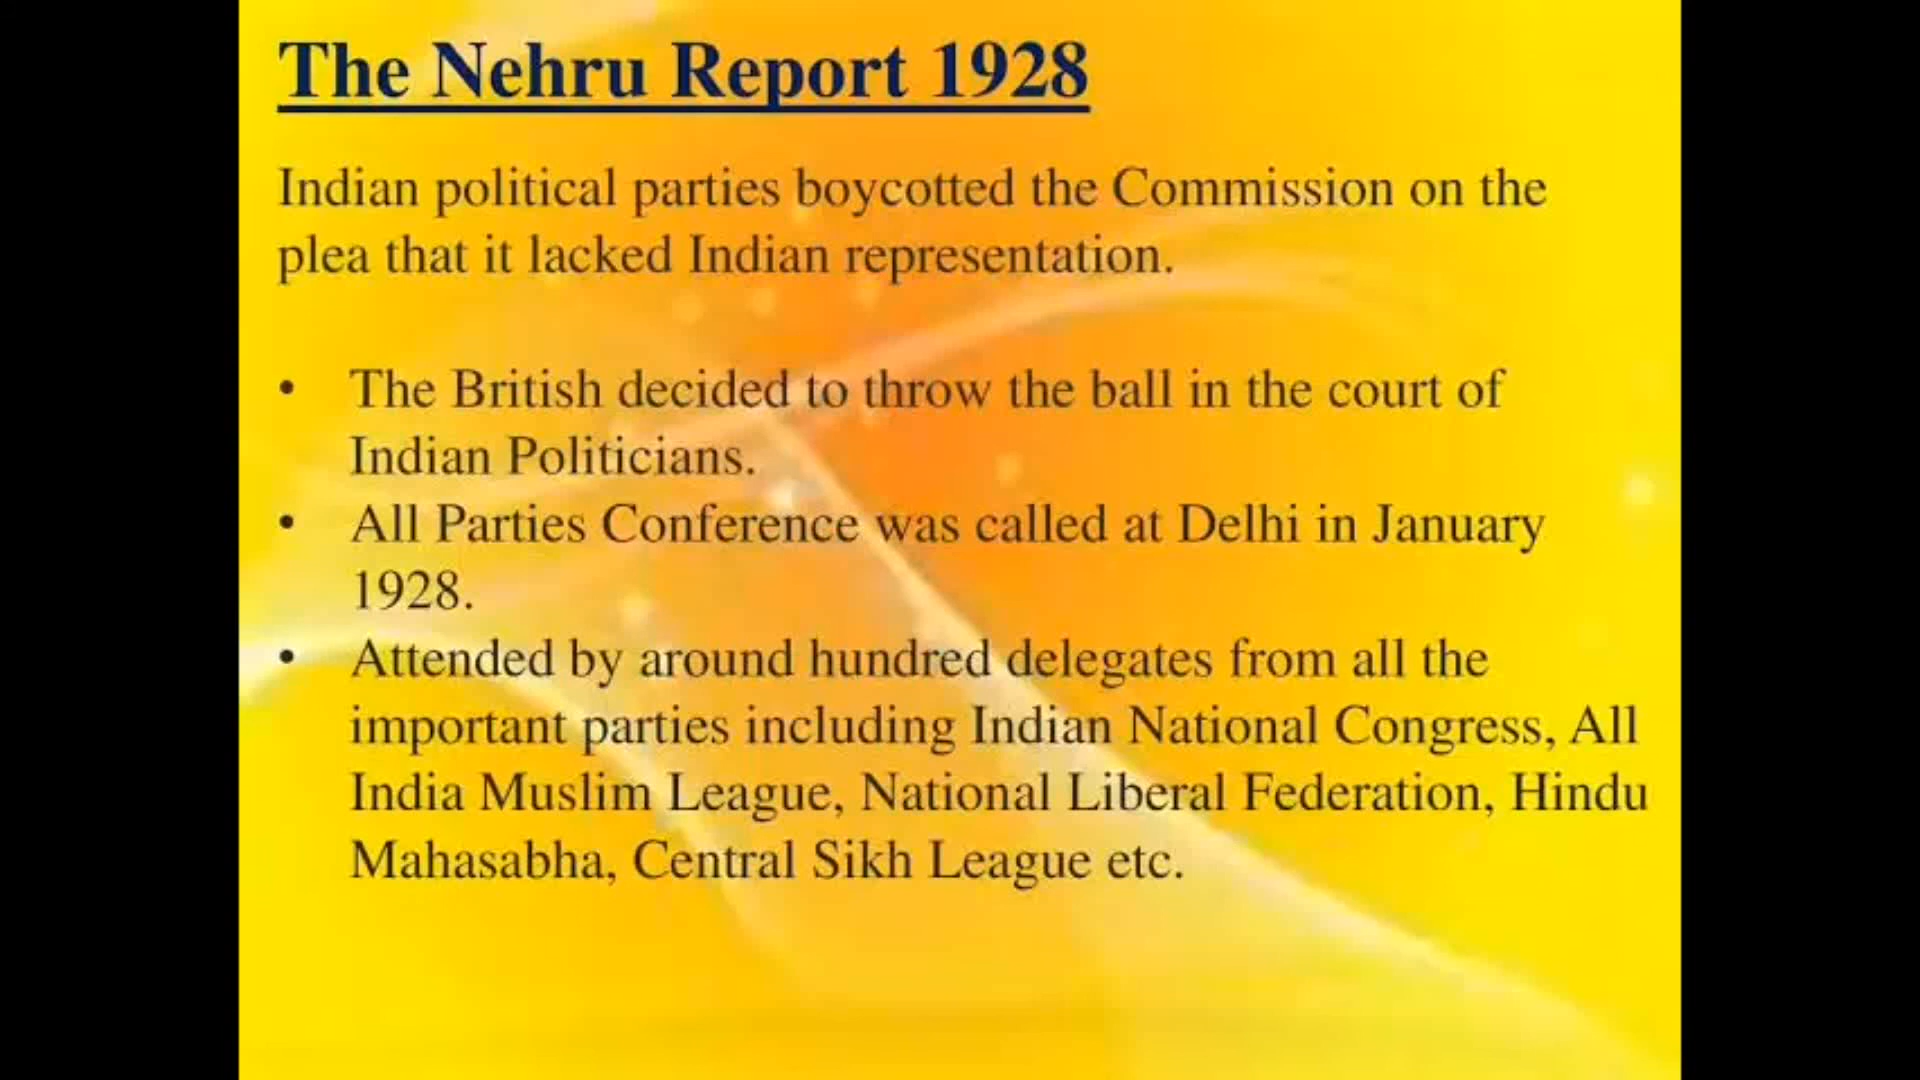 The Nehru Report 1928
Indian political parties boycotted the Commission on the
plea that it lacked Indian representation.
• The British decided to throw the ball in the court of
Indian Politicians.
• All Parties Conference was called at Delhi in January
1928.
• Attended by around hundred delegates from all the
important parties including Indian National Congress, All
India Muslim League, National Liberal Federation, Hindu
Mahasabha, Central Sikh League etc.